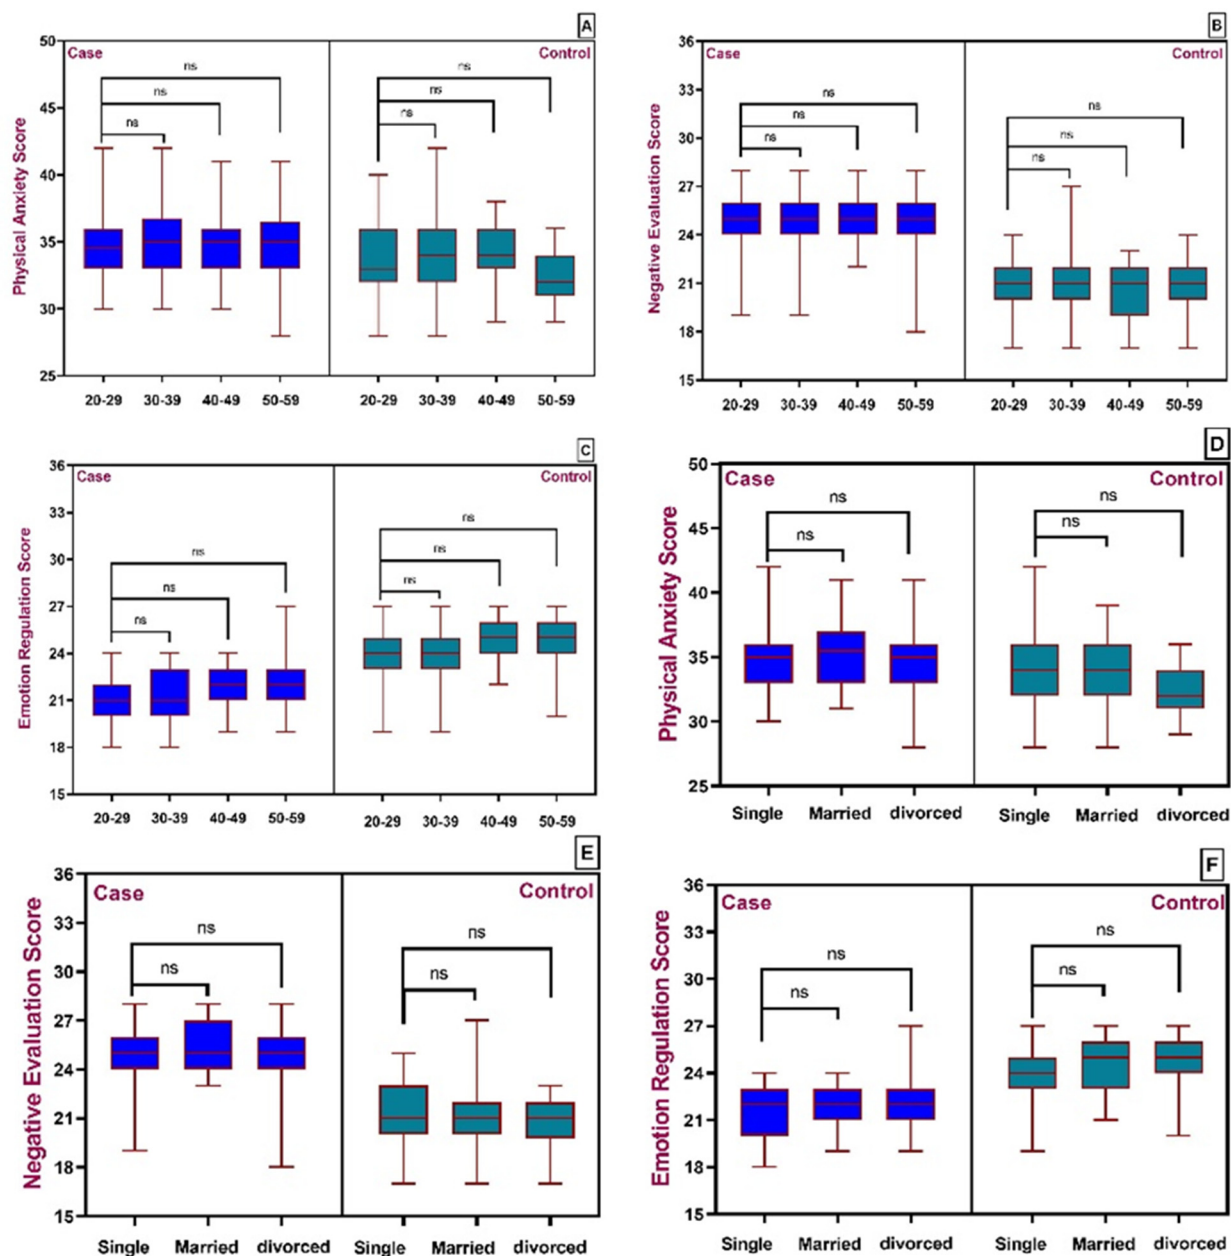 A
Case
Control
ns
ns
ns
ns
ns
ns
Physical Anxiety Score
50
45
40
35
30
25
20-29 30-39 40-49 50-59 20-29 30-39 40-49 50-59
B
Case
Control
ns
ns
ns
ns
ns
ns
Negative Evaluation Score
36
33
30
27
24
21
18
15
20-29 30-39 40-49 50-59 20-29 30-39 40-49 50-59
C
Case
Control
ns
ns
ns
ns
ns
ns
Emotion Regulation Score
36
33
30
27
24
21
18
15
20-29 30-39 40-49 50-59 20-29 30-39 40-49 50-59
D
Case
Control
ns
ns
ns
ns
Physical Anxiety Score
50
45
40
35
30
25
Single Married divorced Single Married divorced
E
Case
Control
ns
ns
ns
ns
Negative Evaluation Score
36
33
30
27
24
21
18
15
Single Married divorced Single Married divorced
F
Case
Control
ns
ns
ns
ns
Emotion Regulation Score
36
33
30
27
24
21
18
15
Single Married divorced Single Married divorced